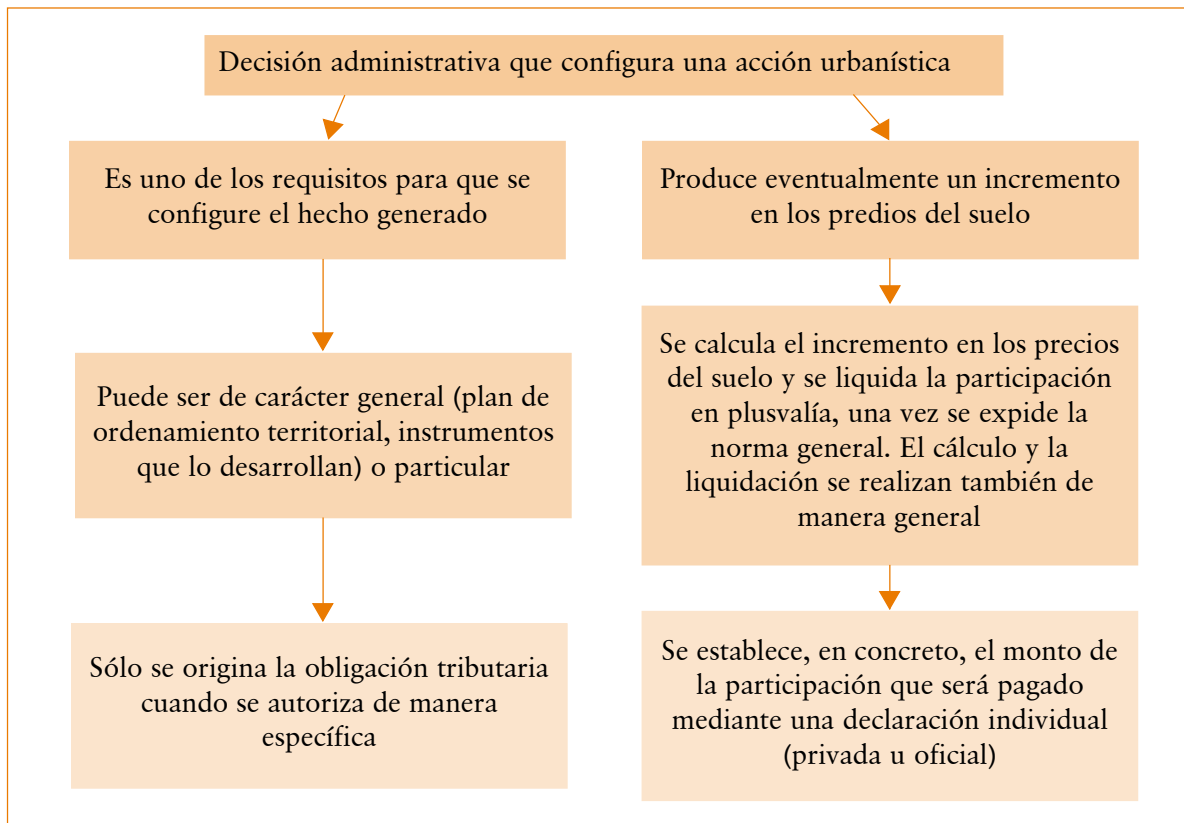 Decisión administrativa que configura una acción urbanística
Es uno de los requisitos para que se
configure el hecho generado
Produce eventualmente un incremento
en los predios del suelo
Puede ser de carácter general (plan de
ordenamiento territorial, instrumentos
que lo desarrollan) o particular
Se calcula el incremento en los precios
del suelo y se liquida la participación
en plusvalía, una vez se expide la
norma general. El cálculo y la
liquidación se realizan también de
manera general
Sólo se origina la obligación tributaria
cuando se autoriza de manera
específica
Se establece, en concreto, el monto de
la participación que será pagado
mediante una declaración individual
(privada u oficial)